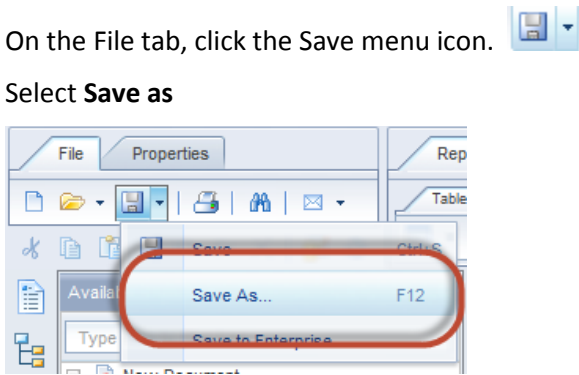 On the File tab, click the Save menu icon.
Select Save as
File Properties Rep
Table
Save Ctrl+S
Availa
Save As... F12
Type
Save to Enterprise
New Document